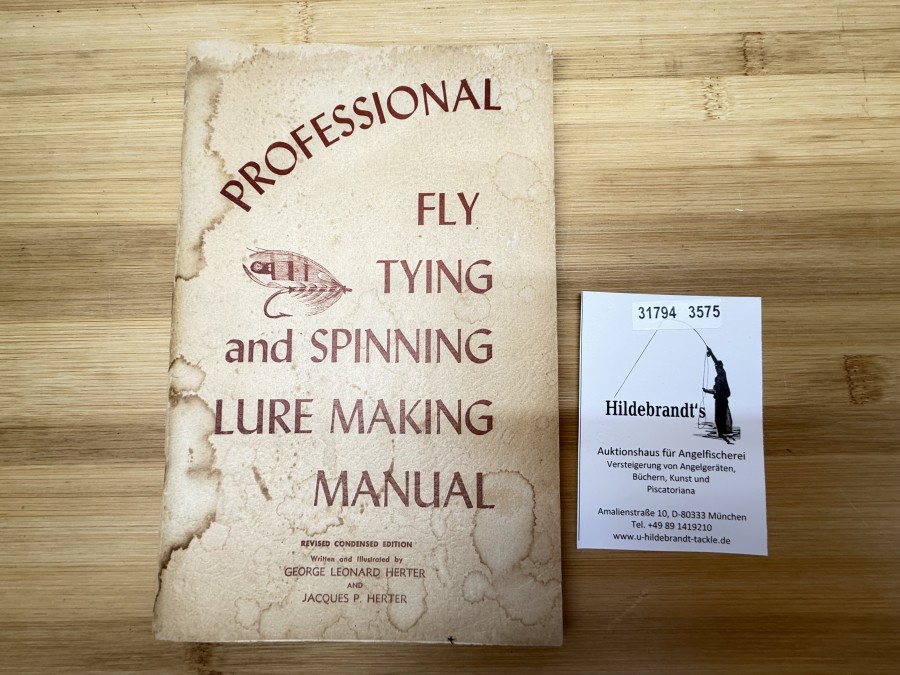 PROFESSIONAL
FLY
TYING
and SPINNING
LURE MAKING
MANUAL
REVISED CONDENSED EDITION
Written and Illustrated by
GEORGE LEONARD HERTER
AND
JACQUES P. HERTER
31794 3575
Hildebrandt's
Auktionshaus für Angelfischerei
Versteigerung von Angelgeräten,
Büchern, Kunst und
Piscatoriana
Amalienstraße 10, D-80333 München
Tel. +49 89 1419210
www.u-hildebrandt-tackle.de